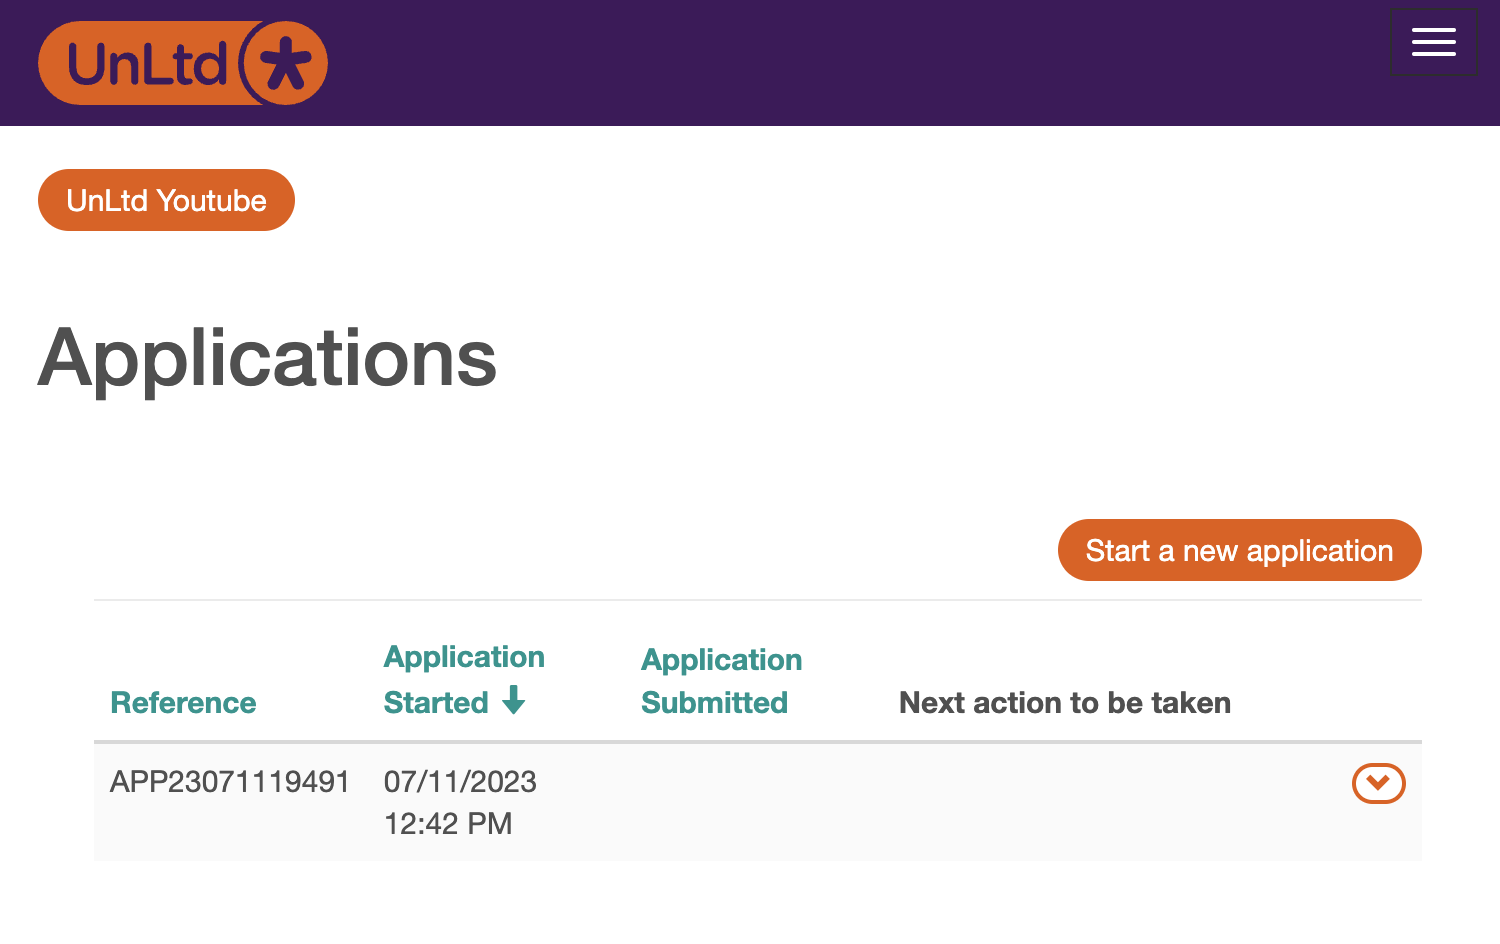 UnLtd
UnLtd Youtube
Applications
Start a new application
Reference
Application
Started
Application
Submitted
Next action to be taken
APP23071119491
07/11/2023
12:42 PM